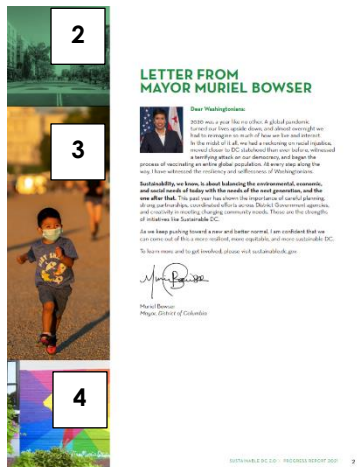 2
3
4
LETTER FROM
MAYOR MURIEL BOWSER
Dear Washingtonians:
2020 was a year like no other. A global pandemic
turned our lives upside down, and almost overnight we
had to reimagine so much of how we live and interact.
In the midst of it all, we had a reckoning on racial injustice,
moved closer to DC statehood than ever before, witnessed
a terrifying attack on our democracy, and began the
process of vaccinating an entire global population. At every step along the
way, I have witnessed the resiliency and selflessness of Washingtonians.
Sustainability, we know, is about balancing the environmental, economic,
and social needs of today with the needs of the next generation, and the
one after that. This past year has shown the importance of careful planning,
strong partnerships, coordinated efforts across District Government agencies,
and creativity in meeting changing community needs. These are the strengths
of initiatives like Sustainable DC.
As we keep pushing toward a new and better normal, I am confident that we
can come out of this a more resilient, more equitable, and more sustainable DC.
To learn more and to get involved, please visit sustainabledc.gov.
Muriel Bowser
Muriel Bowser
Mayor, District of Columbia
SUSTAINABLE DC 2.0 | PROGRESS REPORT 2021 2